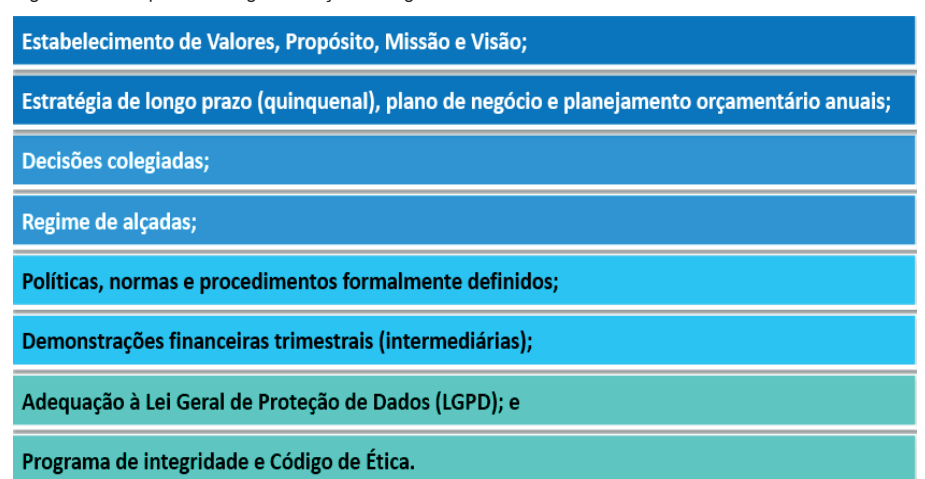 Estabelecimento de Valores, Propósito, Missão e Visão;
Estratégia de longo prazo (quinquenal), plano de negócio e planejamento orçamentário anuais;
Decisões colegiadas;
Regime de alçadas;
Políticas, normas e procedimentos formalmente definidos;
Demonstrações financeiras trimestrais (intermediárias);
Adequação à Lei Geral de Proteção de Dados (LGPD); e
Programa de integridade e Código de Ética.